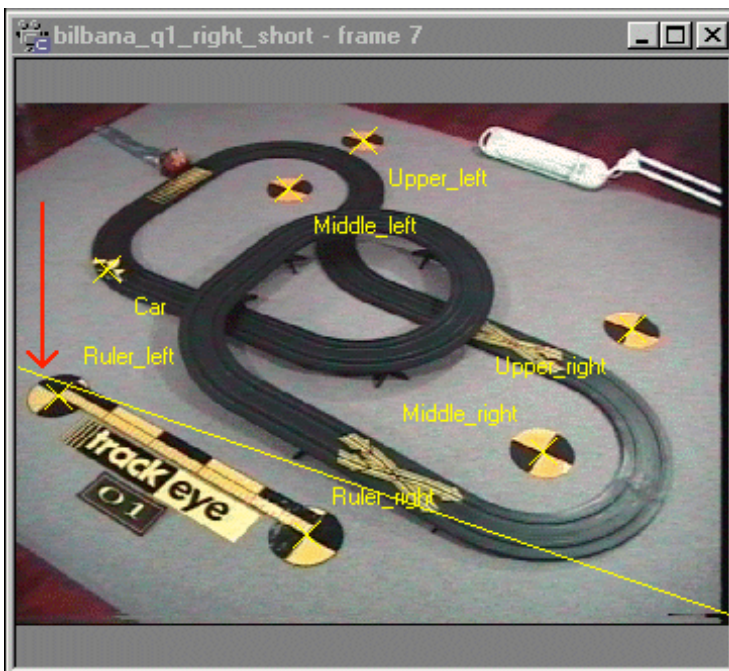 bilbana_q1_right_short - frame 7
Upper_left
Middle_left
Car
Ruler_left
Upper_right
Middle_right
Ruler_right
track eye
01